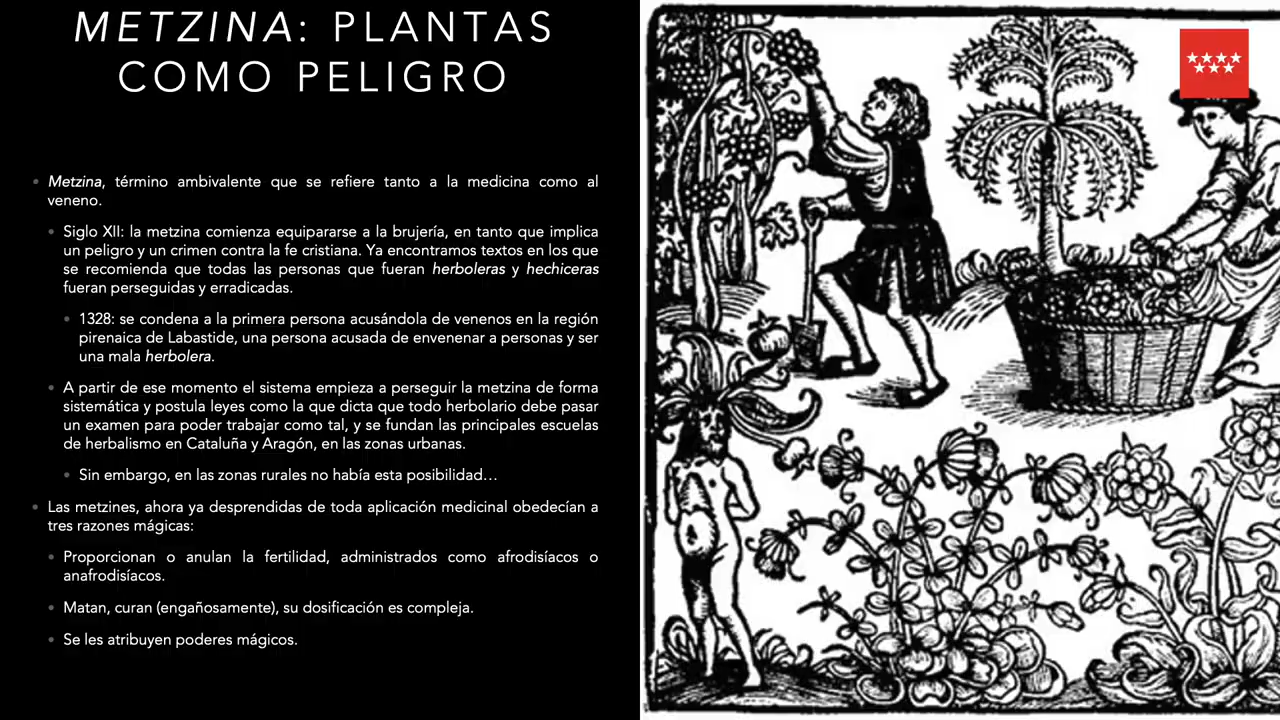 METZINA: PLANTAS
COMO PELIGRO
Metzina, término ambivalente que se refiere tanto a la medicina como al
veneno.
Siglo XII: la metzina comienza equipararse a la brujería, en tanto que implica
un peligro y un crimen contra la fe cristiana. Ya encontramos textos en los que
se recomienda que todas las personas que fueran herboleras y hechiceras
fueran perseguidas y erradicadas.
1328: se condena a la primera persona acusándola de venenos en la región
pirenaica de Labastide, una persona acusada de envenenar a personas y ser
una mala herbolera.
A partir de ese momento el sistema empieza a perseguir la metzina de forma
sistemática y postula leyes como la que dicta que todo herbolario debe pasar
un examen para poder trabajar como tal, y se fundan las principales escuelas
de herbalismo en Cataluña y Aragón, en las zonas urbanas.
Sin embargo, en las zonas rurales no había esta posibilidad...
Las metzines, ahora ya desprendidas de toda aplicación medicinal obedecían a
tres razones mágicas:
Proporcionan o anulan la fertilidad, administrados como afrodisíacos o
anafrodisíacos.
Matan, curan (engañosamente), su dosificación es compleja.
Se les atribuyen poderes mágicos.